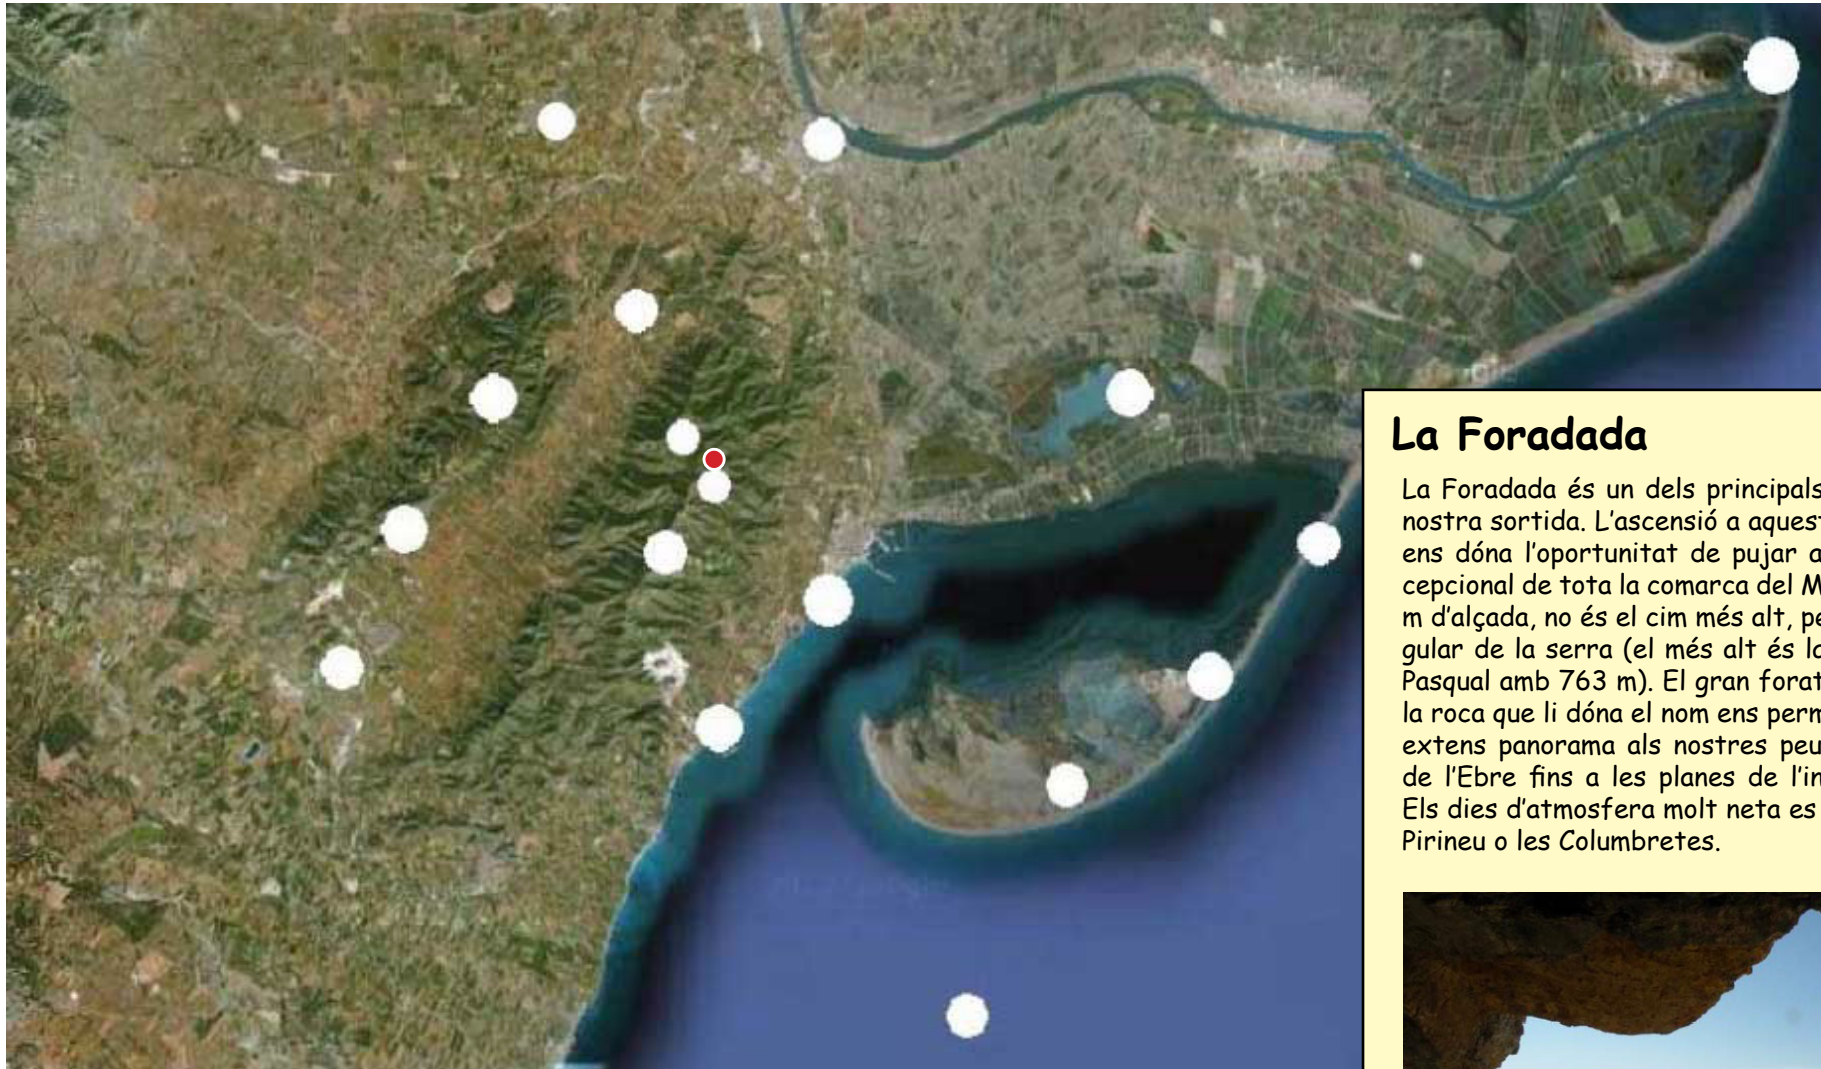 La Foradada
La Foradada és un dels principals
nostra sortida. L'ascensió a aquest
ens dóna l'oportunitat de pujar a
cepcional de tota la comarca del M
m d'alçada, no és el cim més alt, pe
gular de la serra (el més alt és la
Pasqual amb 763 m). El gran forat
la roca que li dóna el nom ens perm
extens panorama als nostres peu
de l'Ebre fins a les planes de l'in
Els dies d'atmosfera molt neta es
Pirineu o les Columbretes.